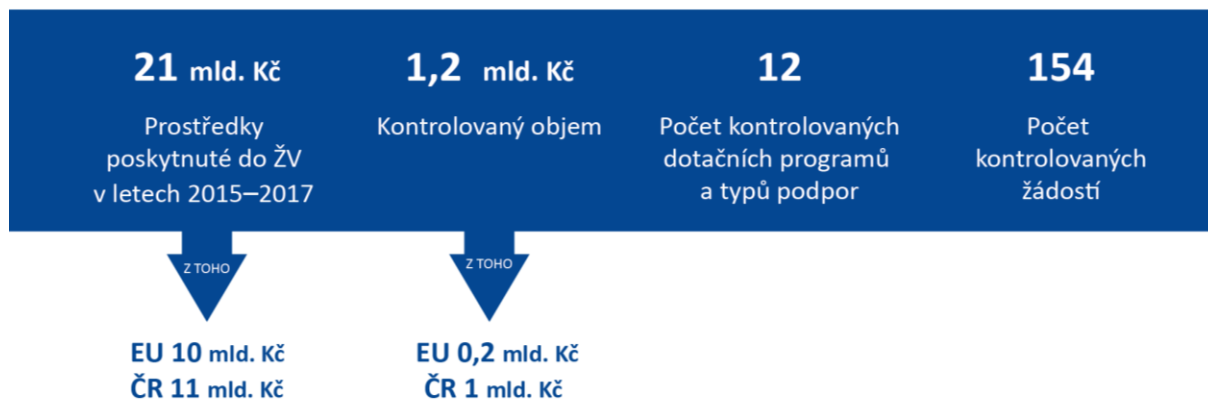 21 mld. Kč
Prostředky
poskytnuté do ŽV
v letech 2015–2017
Z TOHO
EU 10 mld. Kč
ČR 11 mld. Kč
1,2 mld. Kč
Kontrolovaný objem
Z TOHO
EU 0,2 mld. Kč
ČR 1 mld. Kč
12
Počet kontrolovaných
dotačních programů
a typů podpor
154
Počet
kontrolovaných
žádostí